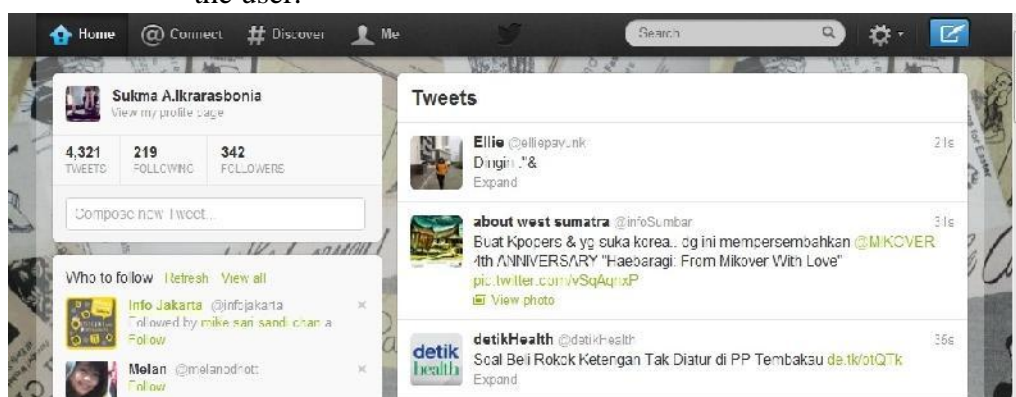 the user.
Home
Connect
Discover
Me
Search
Sukma A.Ikrarasbonia
View my profile page
4,321
219
342
TWEETS
FOLLOWING
FOLLOWERS
Compose new Tweet...
Who to follow Refresh View all
Info Jakarta @infojakarta
Followed by mike sari sandi chan a
Follow
Melan
Follow
Tweets
Ellie 21s
Dingin ."&
Expand
about west sumatra @infoSumbar
Buat Kpopers & yg suka korea.. dg ini mempersembahkan @MIKOVER
4th ANNIVERSARY "Haebaragi: From Mikover With Love"
View photo
detik
health
detikHealth @detikHealth
Soal Beli Rokok Ketengan Tak Diatur di PP Tembakau
Expand